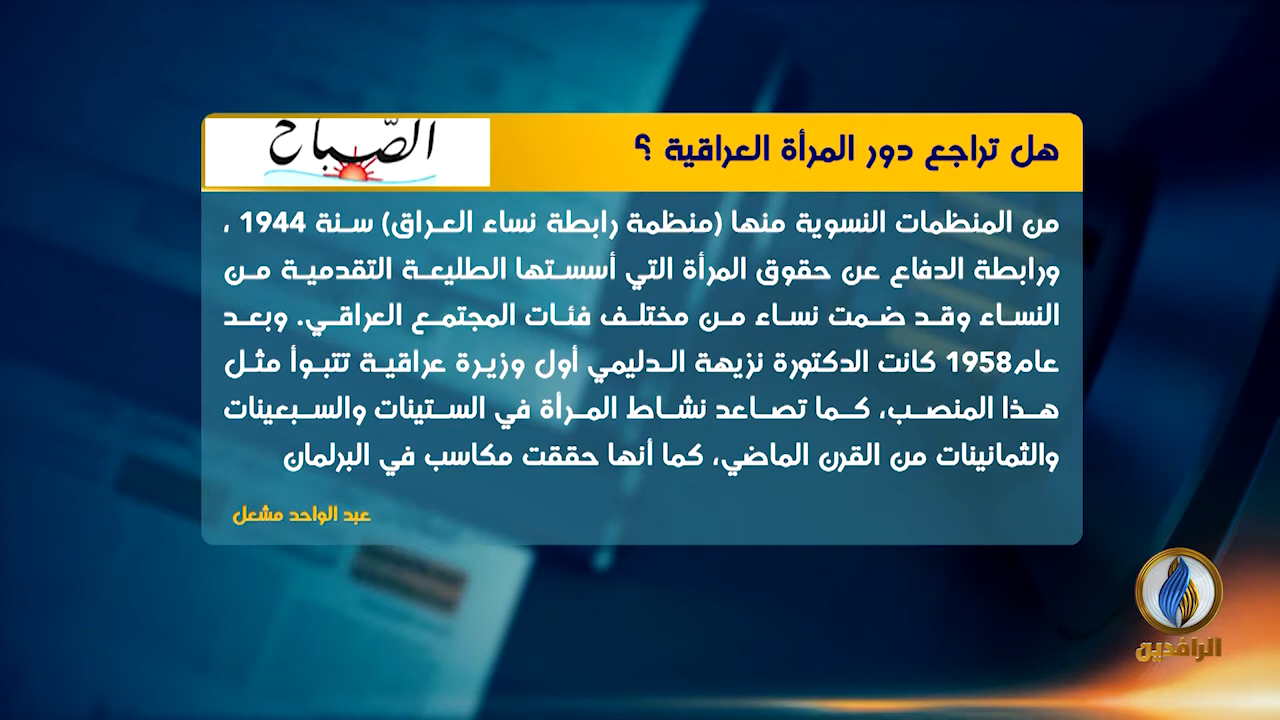 هل تراجع دور المرأة العراقية ؟
الصّباح
من المنظمات النسوية منها (منظمة رابطة نساء العراق) سنة 1944 ،
ورابطة الدفاع عن حقوق المرأة التي أسستها الطليعة التقدمية من
النساء وقد ضمت نساء من مختلف فئات المجتمع العراقي. وبعد
عام1958 كانت الدكتورة نزيهة الدليمي أول وزيرة عراقية تتبوأ مثل
هذا المنصب، كما تصاعد نشاط المرأة في الستينات والسبعينات
والثمانينات من القرن الماضي، كما أنها حققت مكاسب في البرلمان
عبد الواحد مشعل
الرافدين